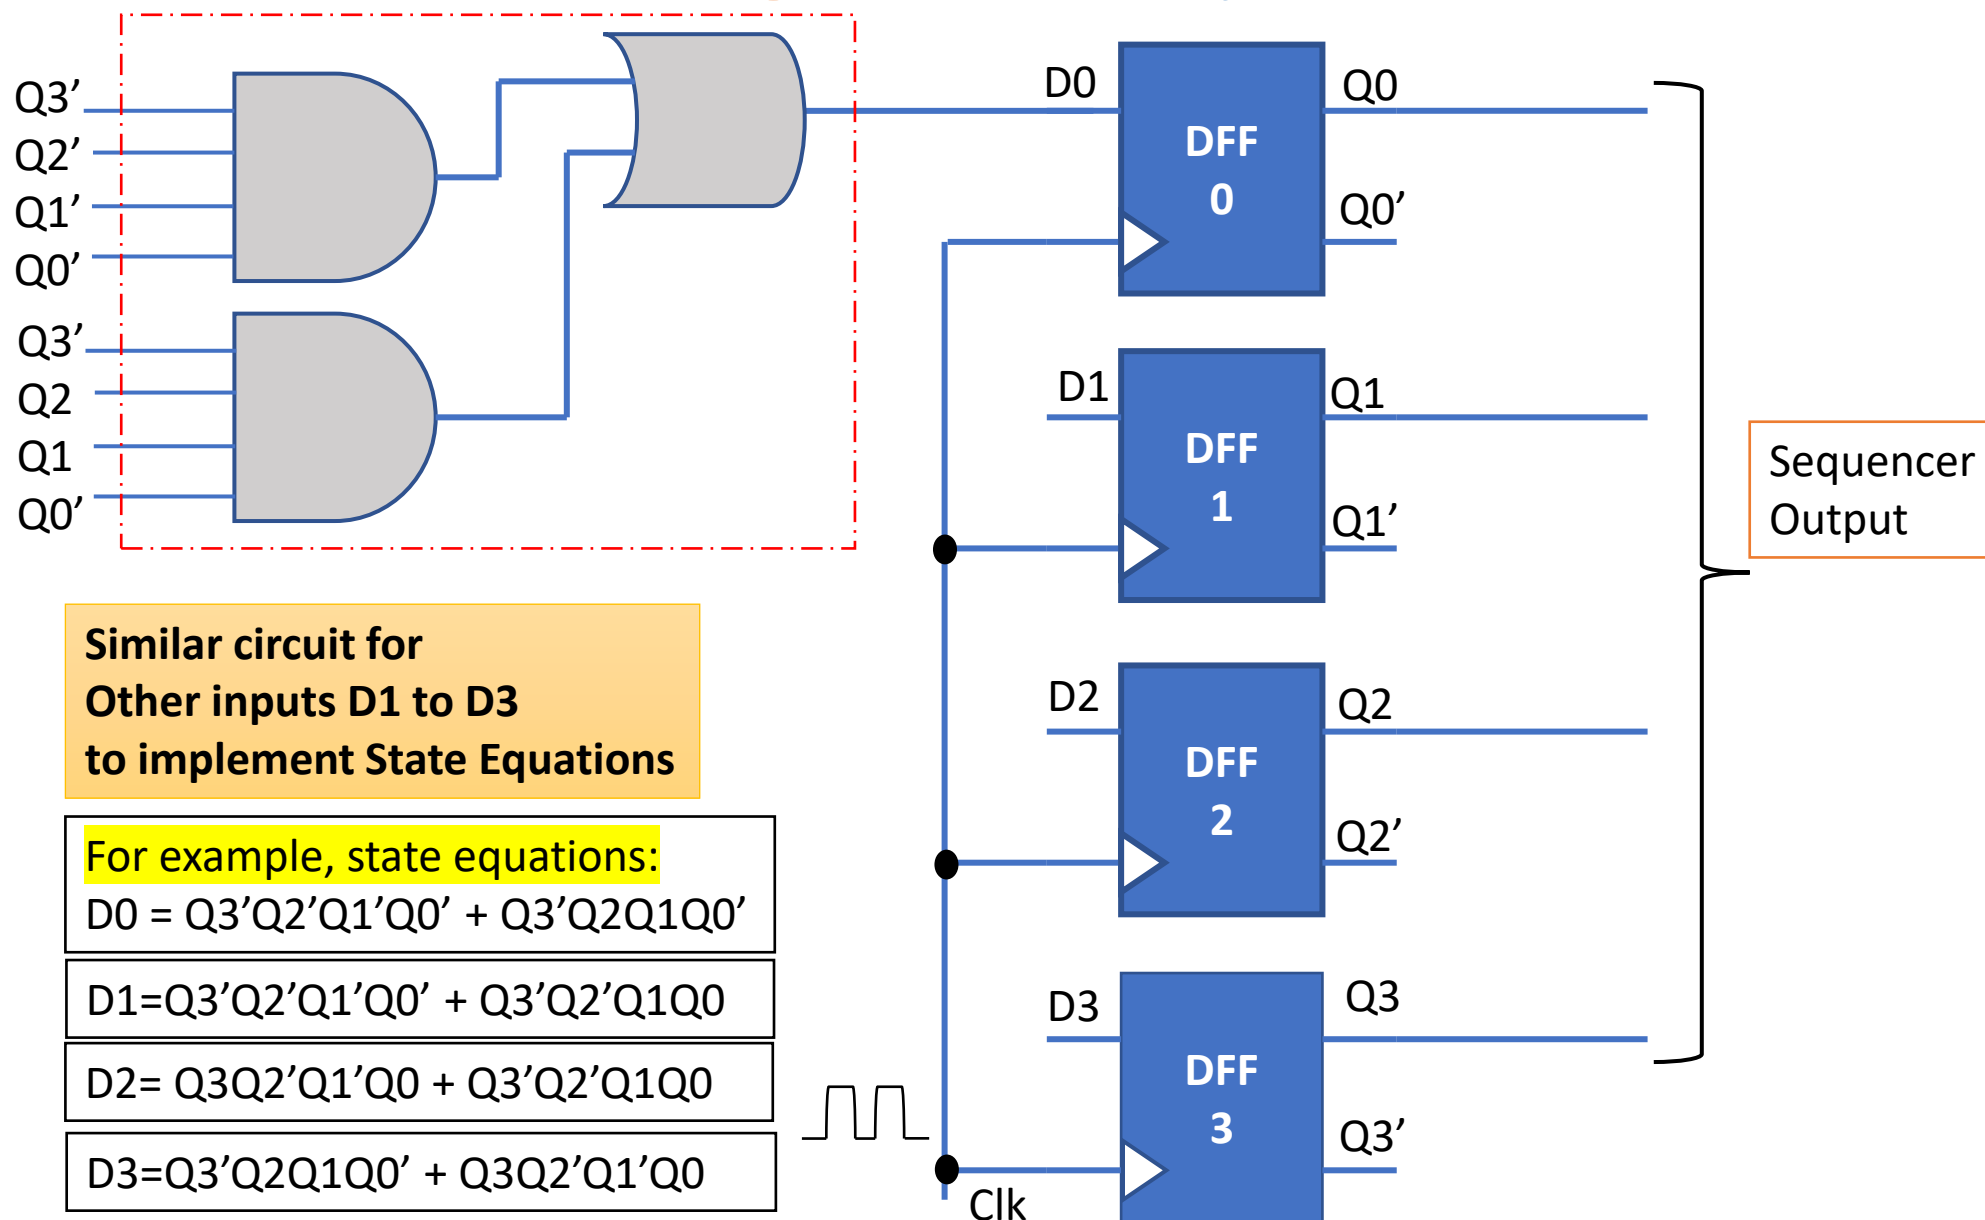 Q3’
Q2’
Q1’
Q0’
Q3’
Q2
Q1
Q0’
D0
Q0
DFF
0
Q0’
D1
Q1
DFF
1
Q1’
D2
Q2
DFF
2
Q2’
D3
Q3
DFF
3
Q3’
Clk
Sequencer
Output
Similar circuit for
Other inputs D1 to D3
to implement State Equations
For example, state equations:
D0 = Q3’Q2’Q1’Q0’ + Q3’Q2Q1Q0’
D1=Q3’Q2’Q1’Q0’ + Q3’Q2’Q1Q0
D2= Q3Q2’Q1’Q0 + Q3’Q2’Q1Q0
D3=Q3’Q2Q1Q0’ + Q3Q2’Q1’Q0